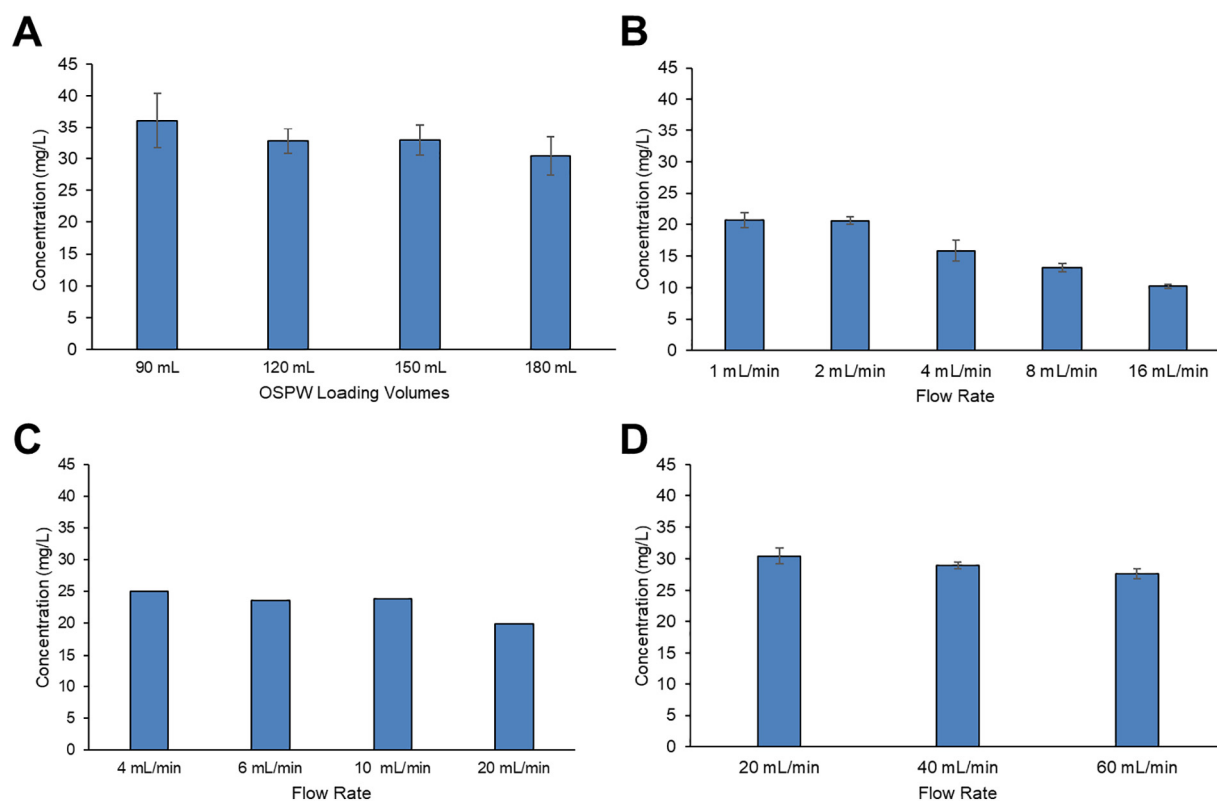 A
Concentration (mg/L)
45
40
35
30
25
20
15
10
5
0
90 mL 120 mL 150 mL 180 mL
OSPW Loading Volumes
B
Concentration (mg/L)
45
40
35
30
25
20
15
10
5
0
1 mL/min 2 mL/min 4 mL/min 8 mL/min 16 mL/min
Flow Rate
C
Concentration (mg/L)
45
40
35
30
25
20
15
10
5
0
4 mL/min 6 mL/min 10 mL/min 20 mL/min
Flow Rate
D
Concentration (mg/L)
45
40
35
30
25
20
15
10
5
0
20 mL/min 40 mL/min 60 mL/min
Flow Rate